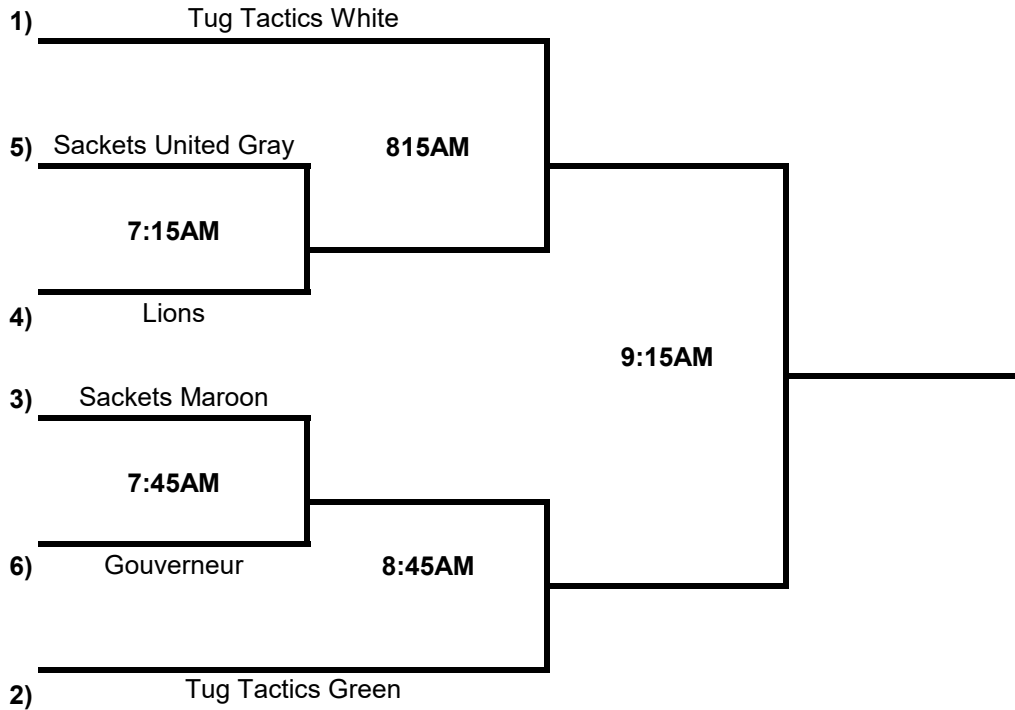 1) Tug Tactics White
5) Sackets United Gray
815AM
7:15AM
4) Lions
9:15AM
3) Sackets Maroon
7:45AM
6) Gouverneur
8:45AM
2) Tug Tactics Green